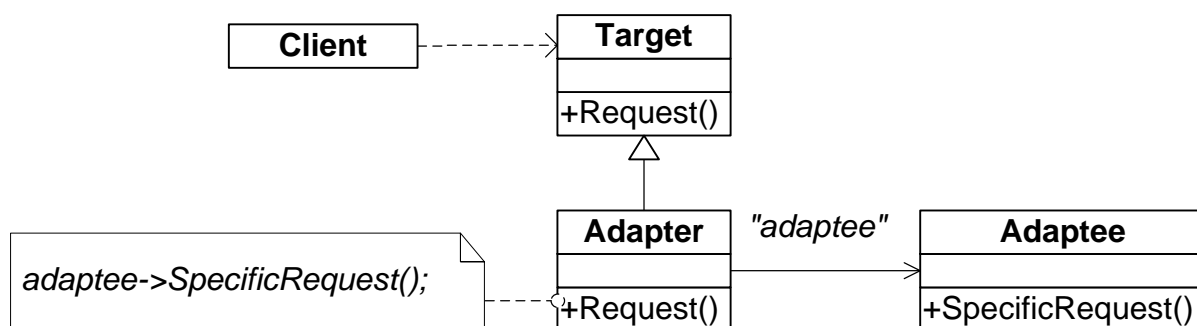 Client
Target
+Request()
Adapter
"adaptee"
Adaptee
adaptee->SpecificRequest();
+Request()
+SpecificRequest()